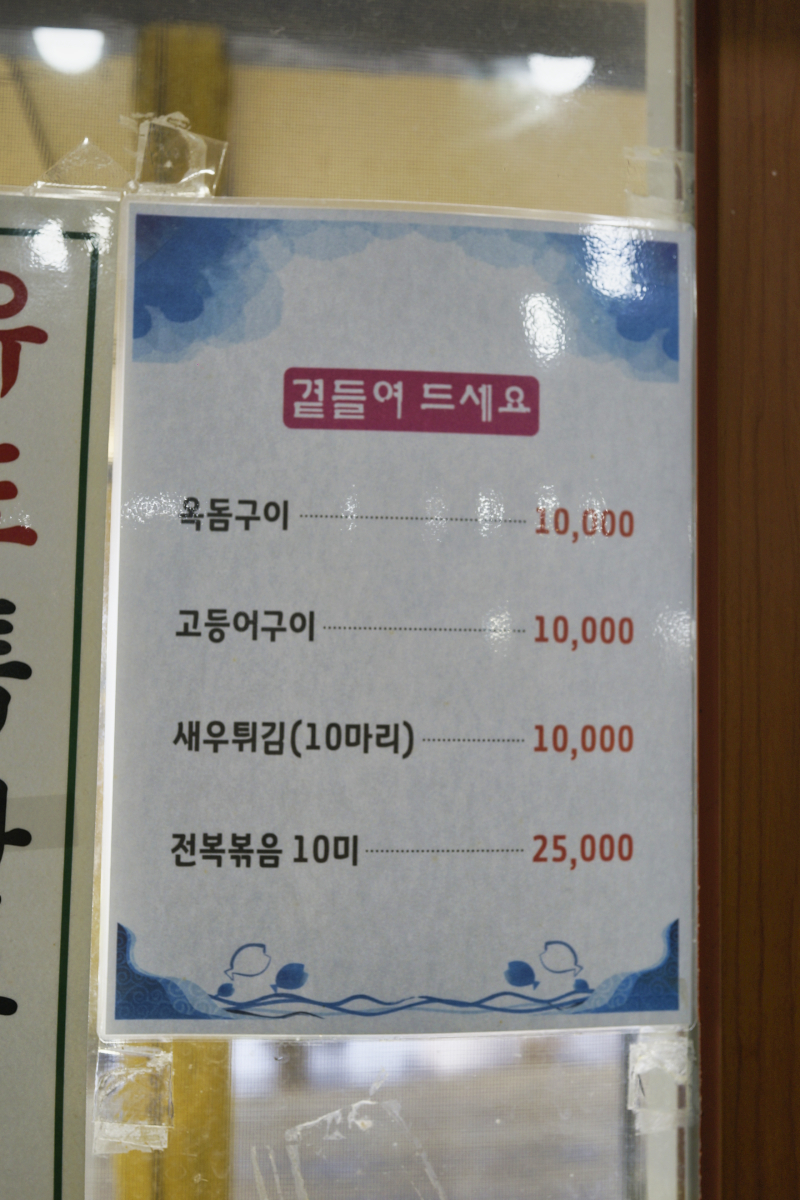 곁들여 드세요
옥돔구이 10,000
고등어구이 10,000
새우튀김(10마리) 10,000
전복볶음 10미 25,000